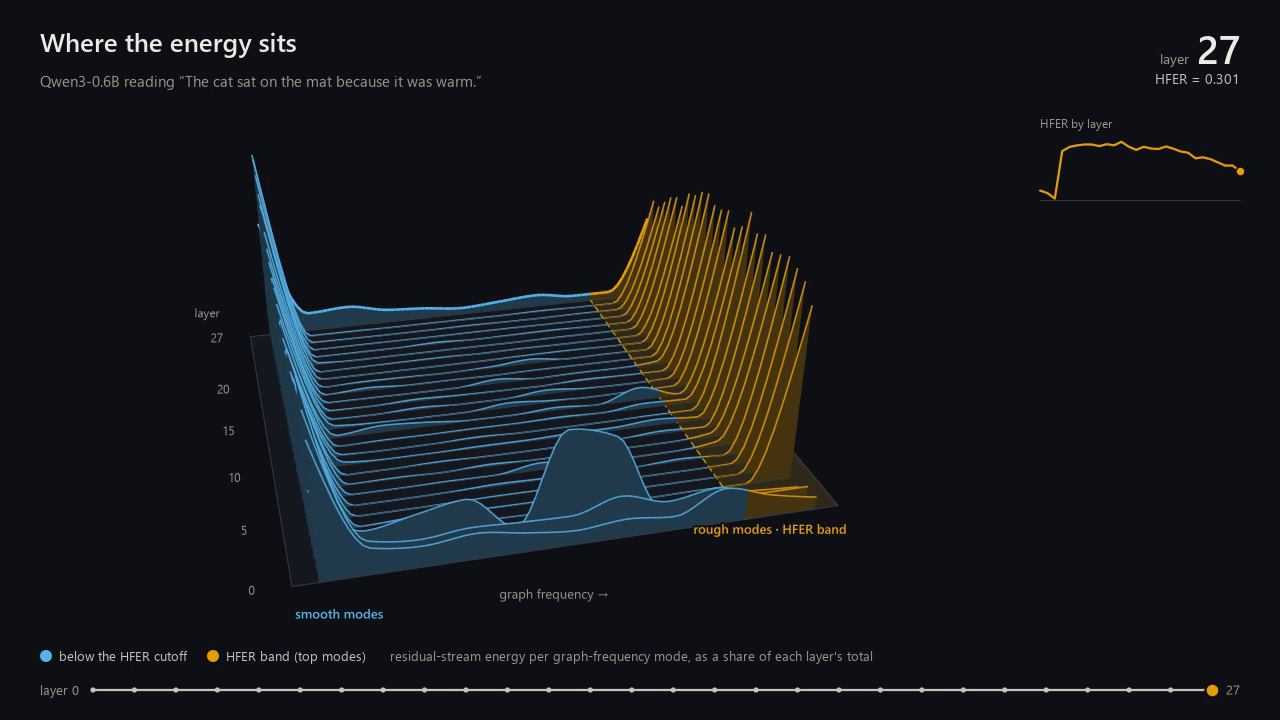 Where the energy sits
Qwen3-0.6B reading “The cat sat on the mat because it was warm.”
layer 27
HFER = 0.301
HFER by layer
layer
27
20
15
10
5
0
rough modes · HFER band
graph frequency →
smooth modes
below the HFER cutoff
HFER band (top modes)
residual-stream energy per graph-frequency mode, as a share of each layer's total
layer 0
27